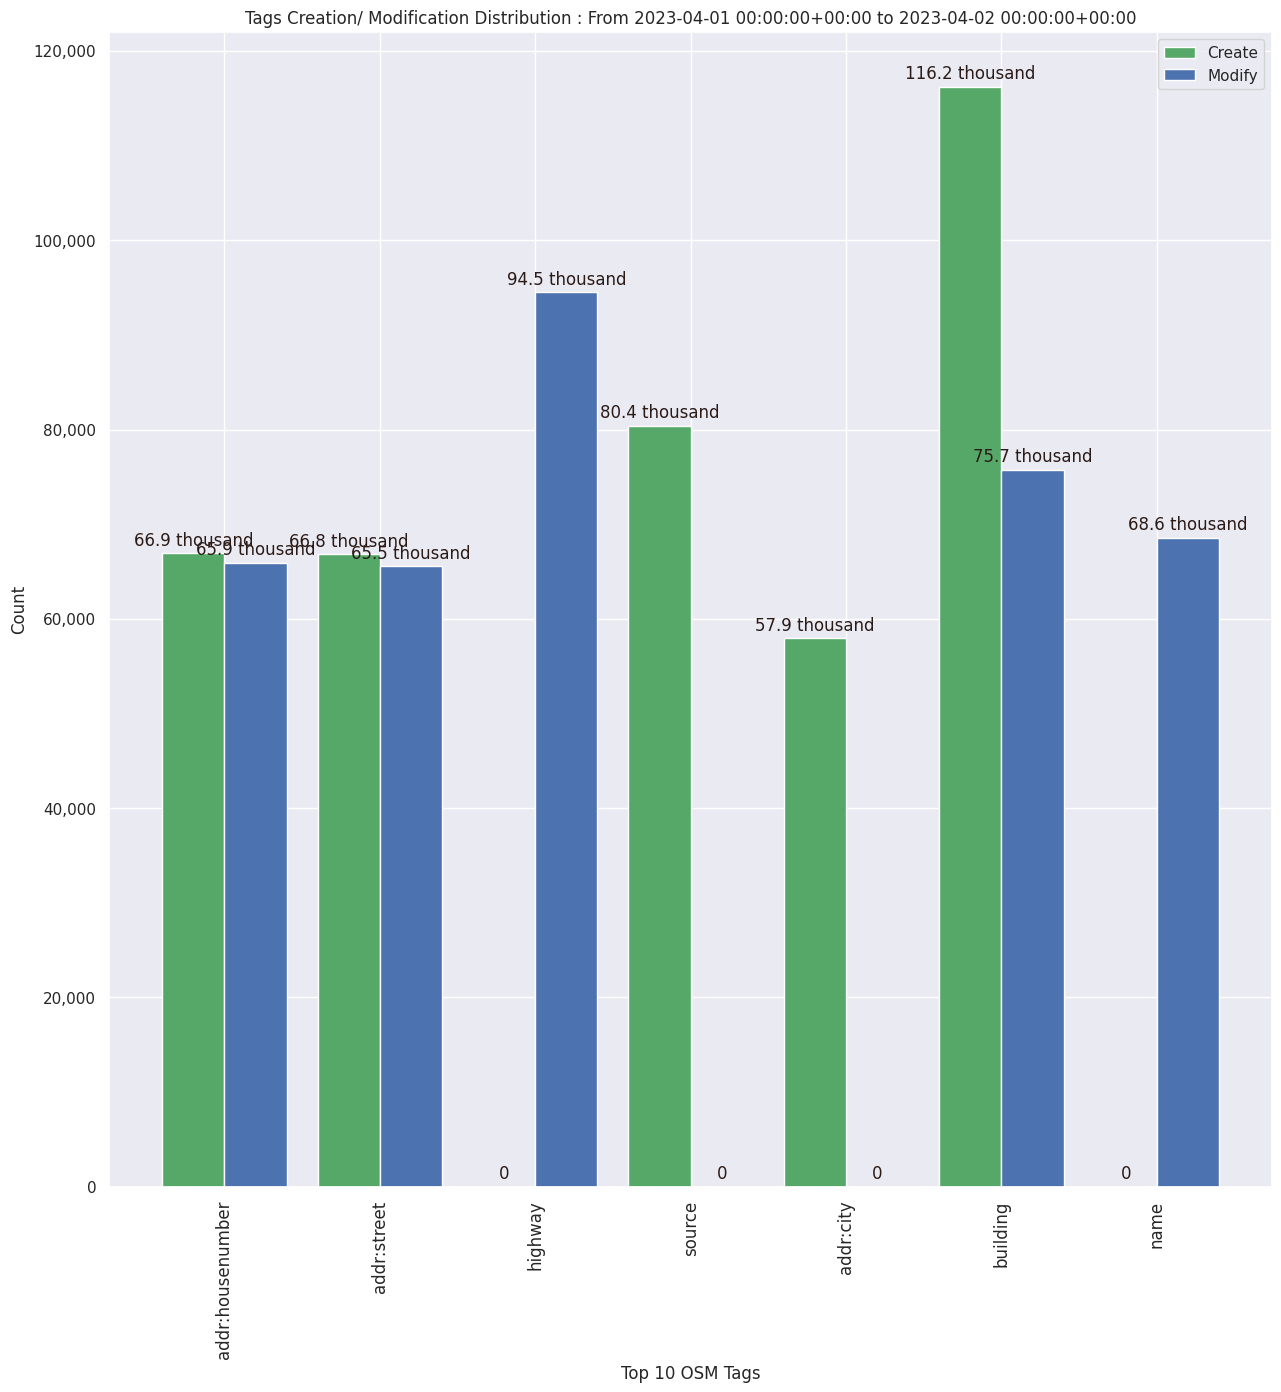 Tags Creation/ Modification Distribution : From 2023-04-01 00:00:00+00:00 to 2023-04-02 00:00:00+00:00
120,000
100,000
80,000
60,000
40,000
20,000
0
Count
Create
Modify
66.9 thousand
65.9 thousand
66.8 thousand
65.5 thousand
0
94.5 thousand
80.4 thousand
0
57.9 thousand
0
116.2 thousand
75.7 thousand
0
68.6 thousand
addr:housenumber
addr:street
highway
source
addr:city
building
name
Top 10 OSM Tags